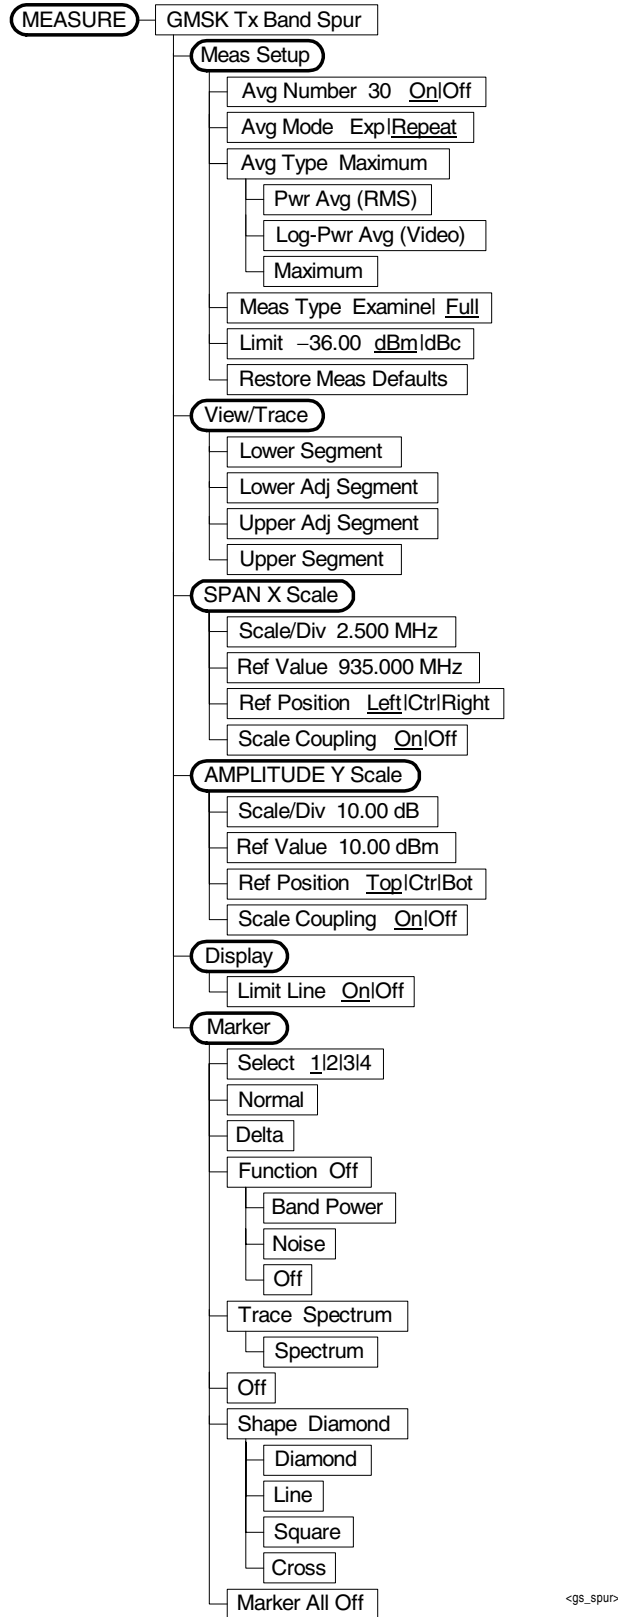 MEASURE GMSK Tx Band Spur
Meas Setup
Avg Number 30 On|Off
Avg Mode Exp|Repeat
Avg Type Maximum
Pwr Avg (RMS)
Log-Pwr Avg (Video)
Maximum
Meas Type Examine| Full
Limit −36.00 dBm|dBc
Restore Meas Defaults
View/Trace
Lower Segment
Lower Adj Segment
Upper Adj Segment
Upper Segment
SPAN X Scale
Scale/Div 2.500 MHz
Ref Value 935.000 MHz
Ref Position Left|Ctr|Right
Scale Coupling On|Off
AMPLITUDE Y Scale
Scale/Div 10.00 dB
Ref Value 10.00 dBm
Ref Position Top|Ctr|Bot
Scale Coupling On|Off
Display
Limit Line On|Off
Marker
Select 1|2|3|4
Normal
Delta
Function Off
Band Power
Noise
Off
Trace Spectrum
Spectrum
Off
Shape Diamond
Diamond
Line
Square
Cross
Marker All Off
<gs_spur>